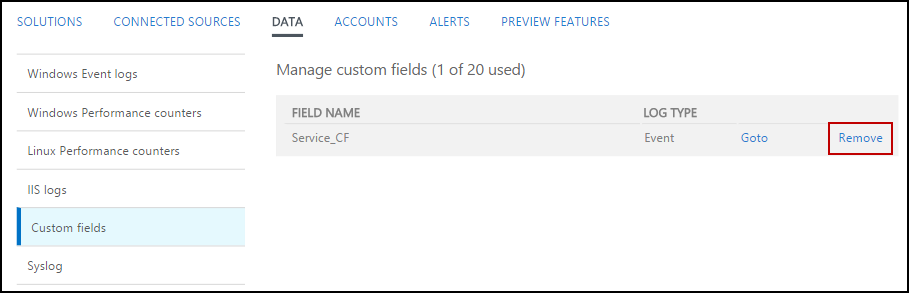 SOLUTIONS CONNECTED SOURCES DATA ACCOUNTS ALERTS PREVIEW FEATURES
Windows Event logs
Windows Performance counters
Linux Performance counters
IIS logs
Custom fields
Syslog
Manage custom fields (1 of 20 used)
FIELD NAME LOG TYPE
Service_CF Event Goto Remove